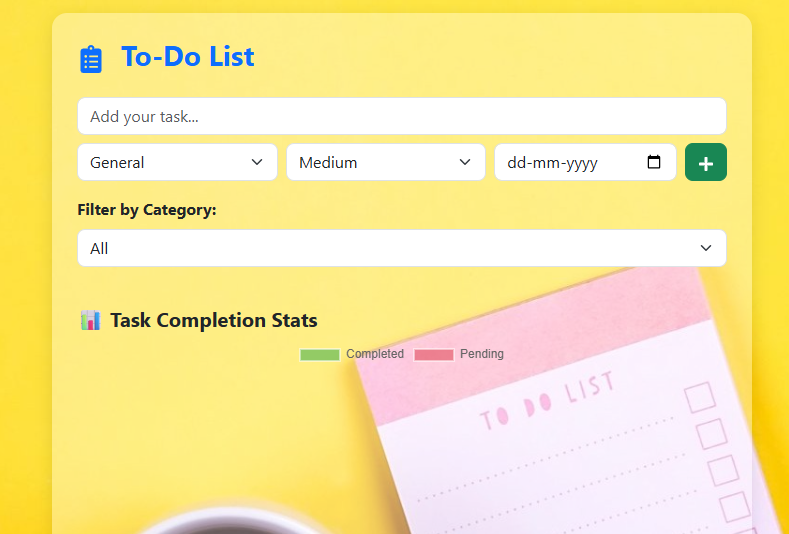 To-Do List
Add your task...
General Medium dd-mm-yyyy +
Filter by Category:
All
Task Completion Stats
Completed Pending
TO DO LIST